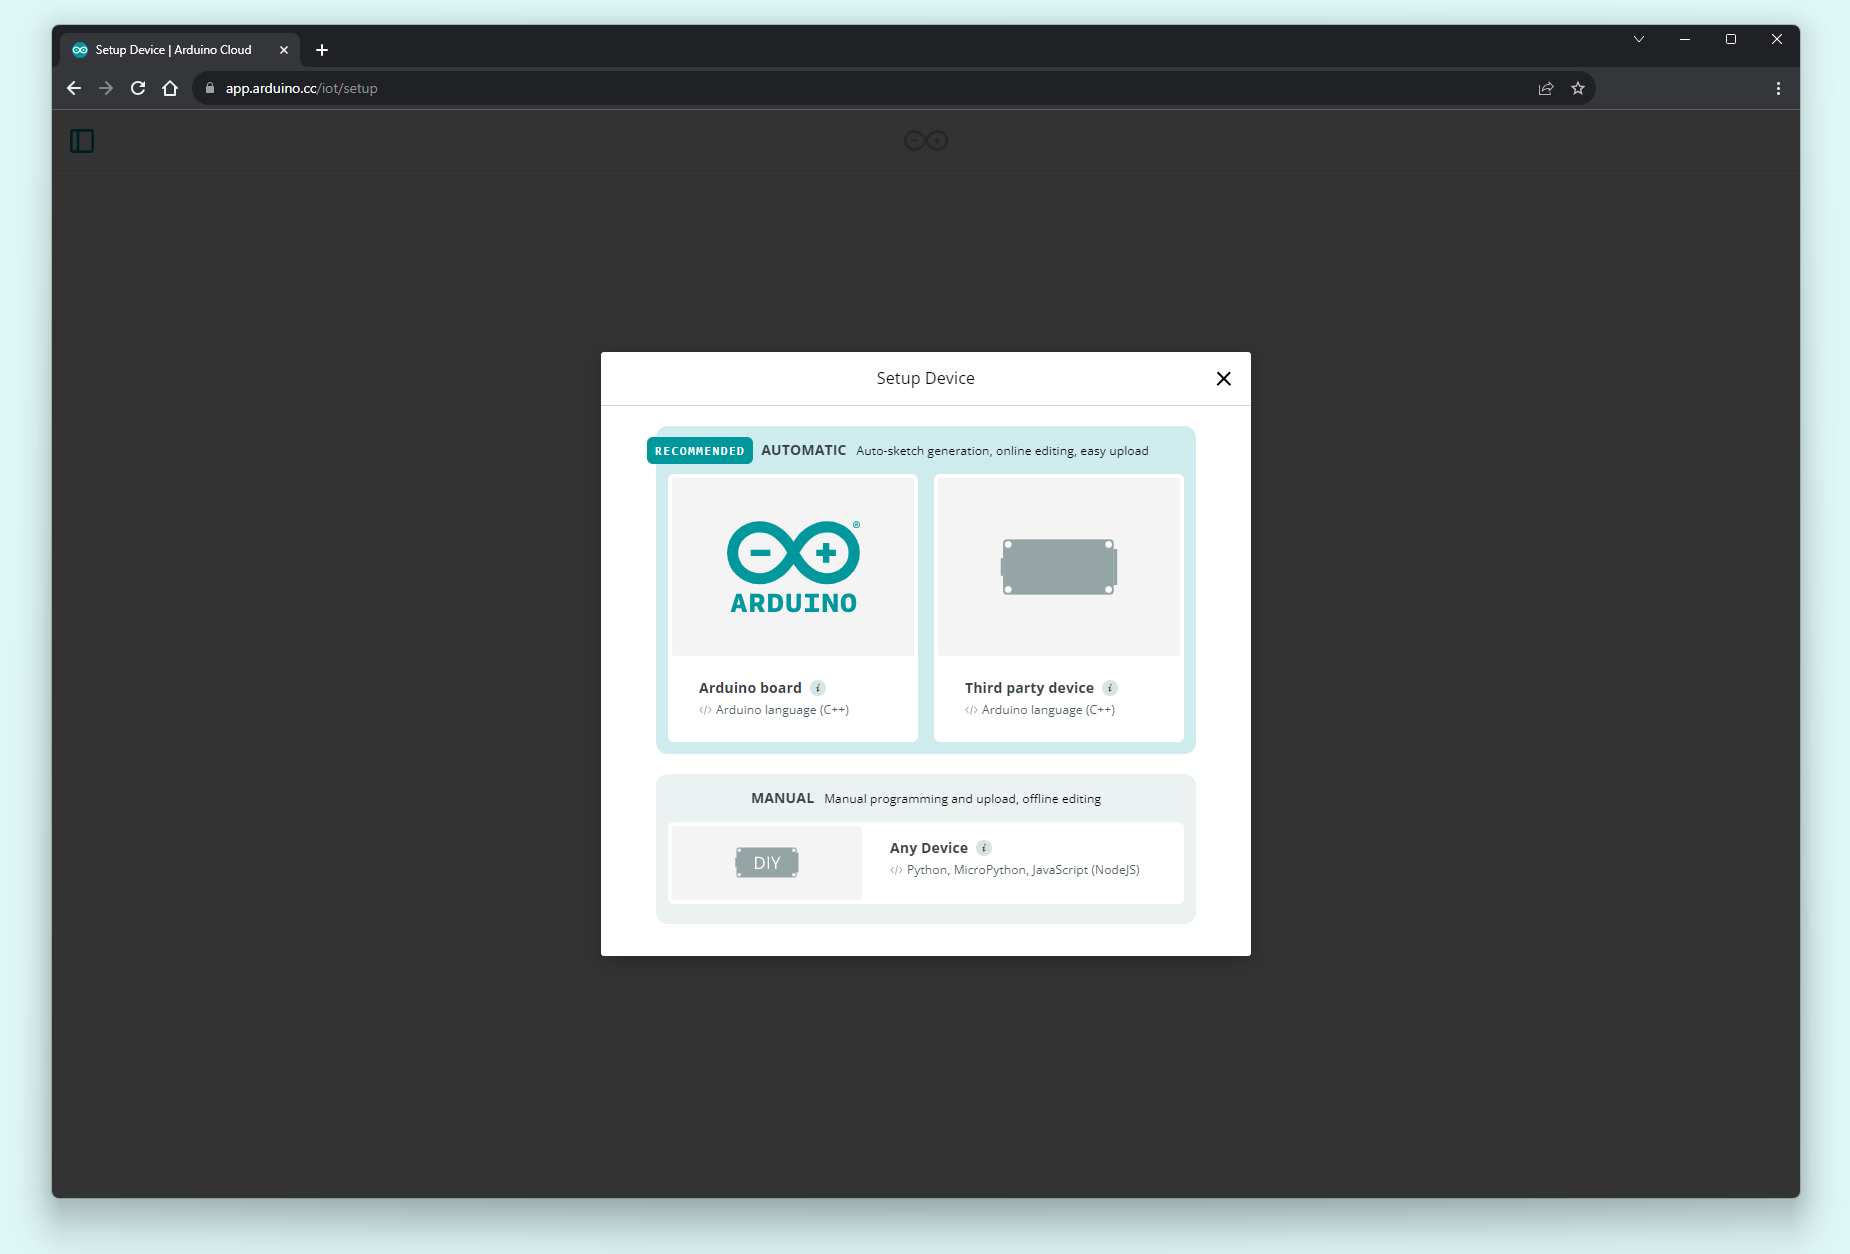 Setup Device | Arduino Cloud
app.arduino.cc/iot/setup
Setup Device
RECOMMENDED AUTOMATIC Auto-sketch generation, online editing, easy upload
ARDUINO
®
Arduino board i
</> Arduino language (C++)
Third party device i
</> Arduino language (C++)
MANUAL Manual programming and upload, offline editing
DIY
Any Device i
</> Python, MicroPython, JavaScript (NodeJS)